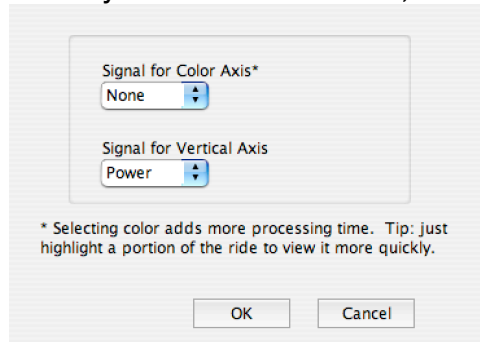 Signal for Color Axis*
None
Signal for Vertical Axis
Power
* Selecting color adds more processing time. Tip: just
highlight a portion of the ride to view it more quickly.
OK Cancel